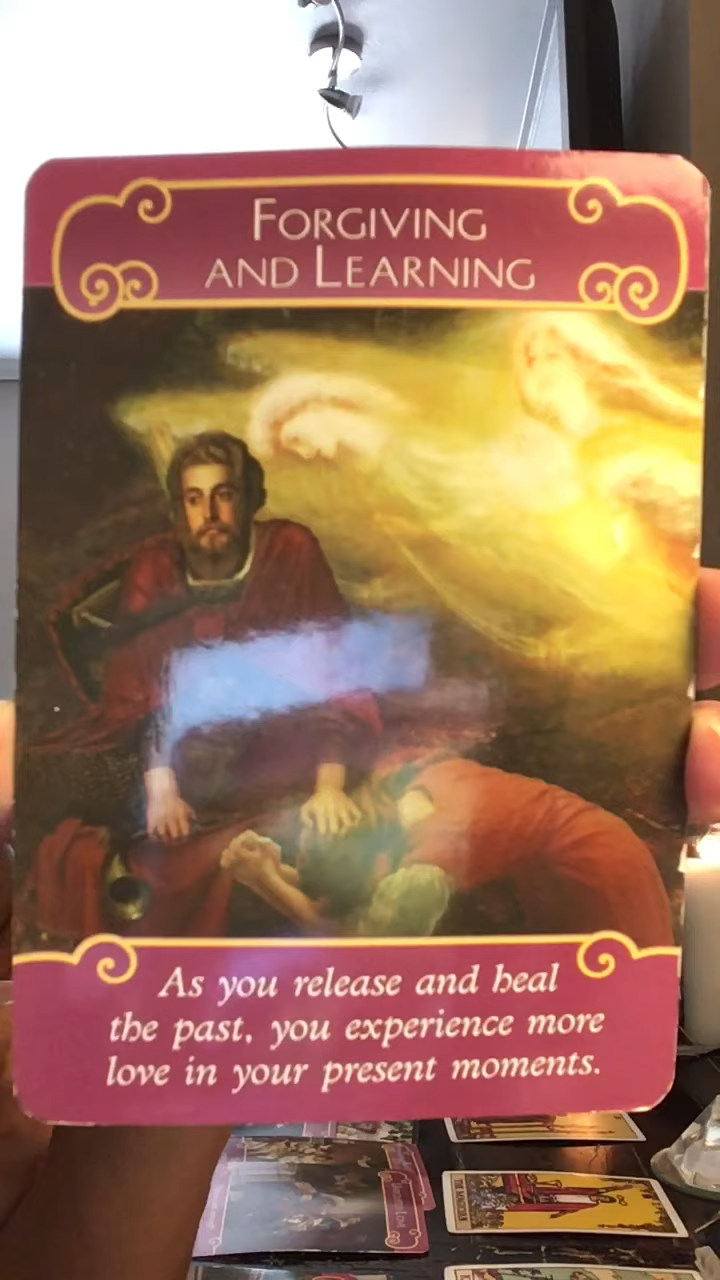 FORGIVING
AND LEARNING
As you release and heal
the past, you experience more
love in your present moments.
THE MAGICIAN